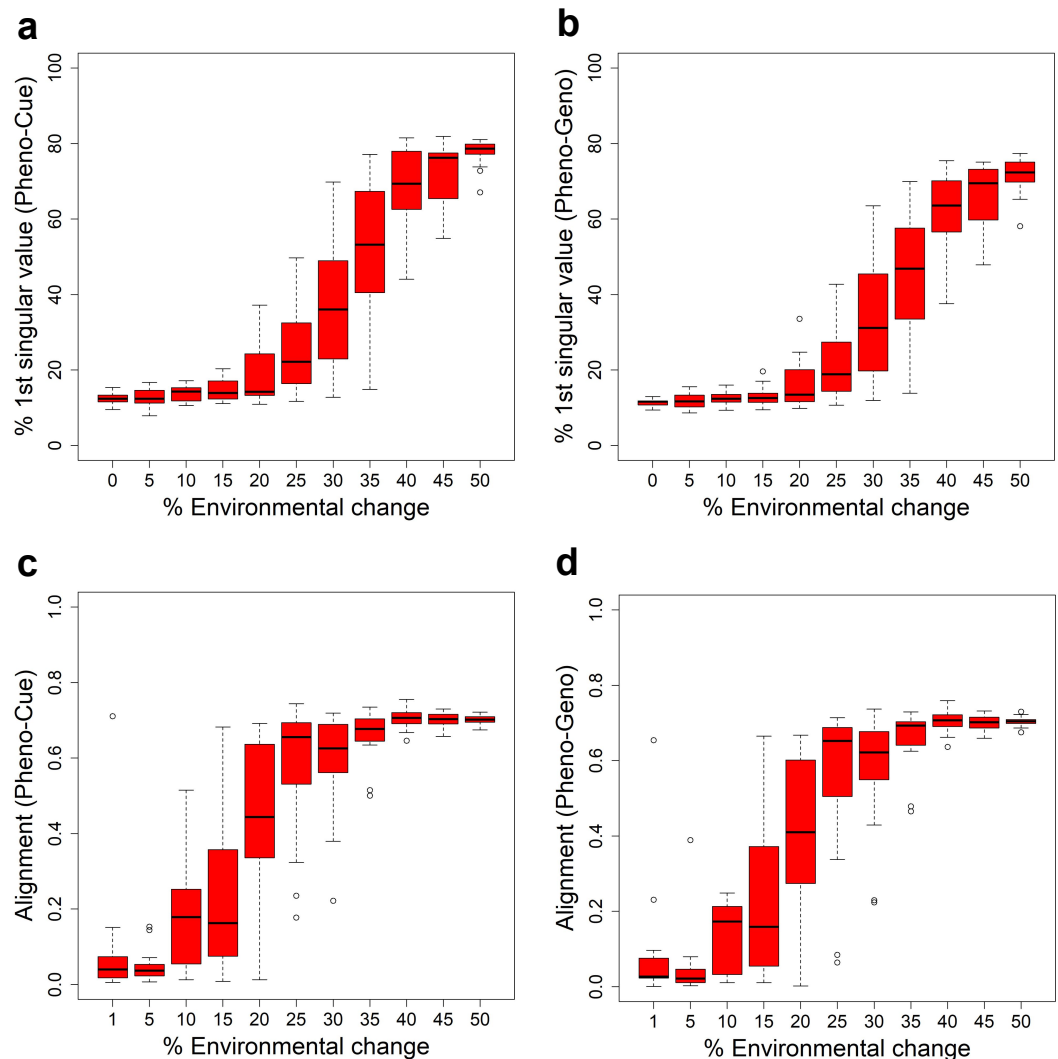 a
% 1st singular value (Pheno-Cue)
0 20 40 60 80 100
0 5 10 15 20 25 30 35 40 45 50
% Environmental change
b
% 1st singular value (Pheno-Geno)
0 20 40 60 80 100
0 5 10 15 20 25 30 35 40 45 50
% Environmental change
c
Alignment (Pheno-Cue)
0.0 0.2 0.4 0.6 0.8 1.0
1 5 10 15 20 25 30 35 40 45 50
% Environmental change
d
Alignment (Pheno-Geno)
0.0 0.2 0.4 0.6 0.8 1.0
1 5 10 15 20 25 30 35 40 45 50
% Environmental change